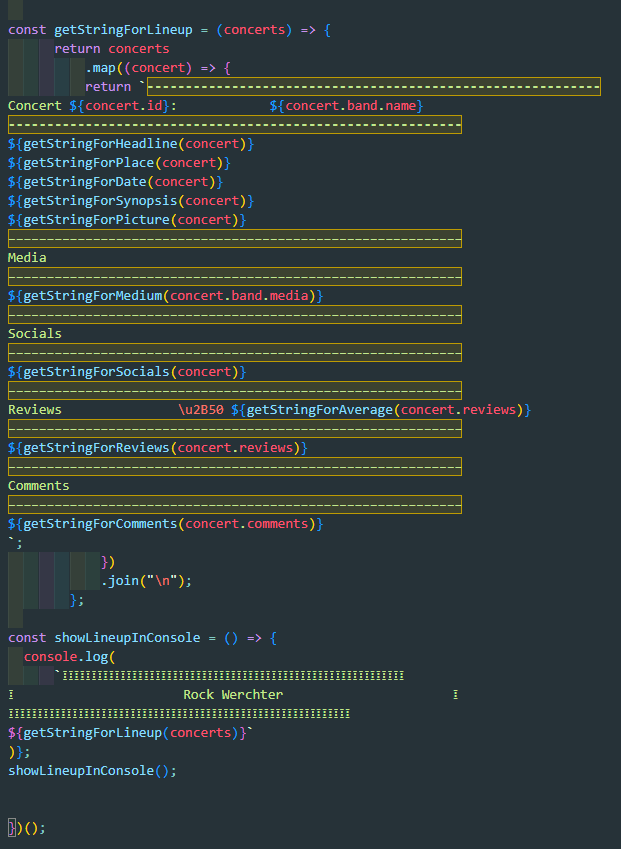 const getStringForLineup = (concerts) => {
return concerts
.map((concert) => {
return `-----------------------------------------------------------
Concert ${concert.id}:            ${concert.band.name}
-----------------------------------------------------------
${getStringForHeadline(concert)}
${getStringForPlace(concert)}
${getStringForDate(concert)}
${getStringForSynopsis(concert)}
${getStringForPicture(concert)}
–––––––––––––––––––––––––––––––––––––––––––––––––––––––––––
Media
–––––––––––––––––––––––––––––––––––––––––––––––––––––––––––
${getStringForMedium(concert.band.media)}
–––––––––––––––––––––––––––––––––––––––––––––––––––––––––––
Socials
–––––––––––––––––––––––––––––––––––––––––––––––––––––––––––
${getStringForSocials(concert)}
–––––––––––––––––––––––––––––––––––––––––––––––––––––––––––
Reviews               \u2B50 ${getStringForAverage(concert.reviews)}
–––––––––––––––––––––––––––––––––––––––––––––––––––––––––––
${getStringForReviews(concert.reviews)}
–––––––––––––––––––––––––––––––––––––––––––––––––––––––––––
Comments
–––––––––––––––––––––––––––––––––––––––––––––––––––––––––––
${getStringForComments(concert.comments)}
`;
})
.join("\n");
};
const showLineupInConsole = () => {
console.log(
`
Rock Werchter
${getStringForLineup(concerts)}`
)};
showLineupInConsole();
})();